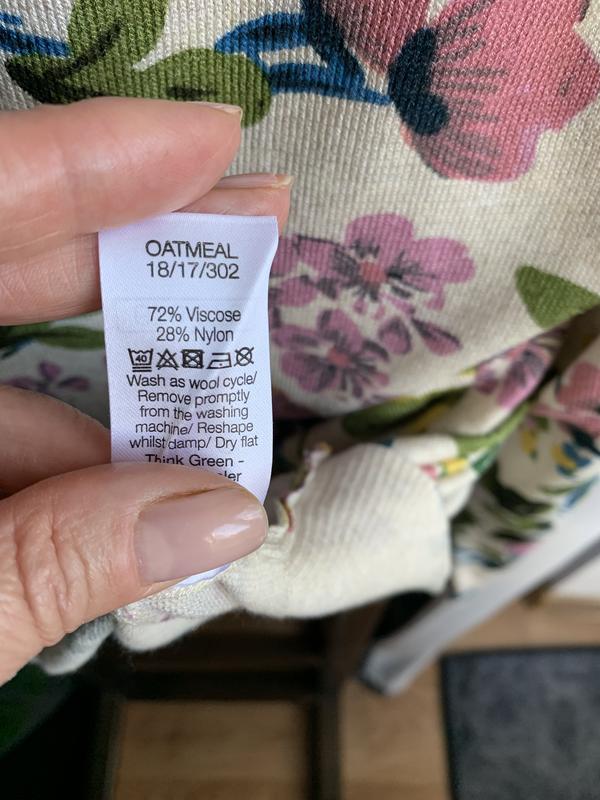 OATMEAL
18/17/302
72% Viscose
28% Nylon
40
Wash as wool cycle/
Remove promptly
from the washing
machine/ Reshape
whilst damp/ Dry flat
Think Green -